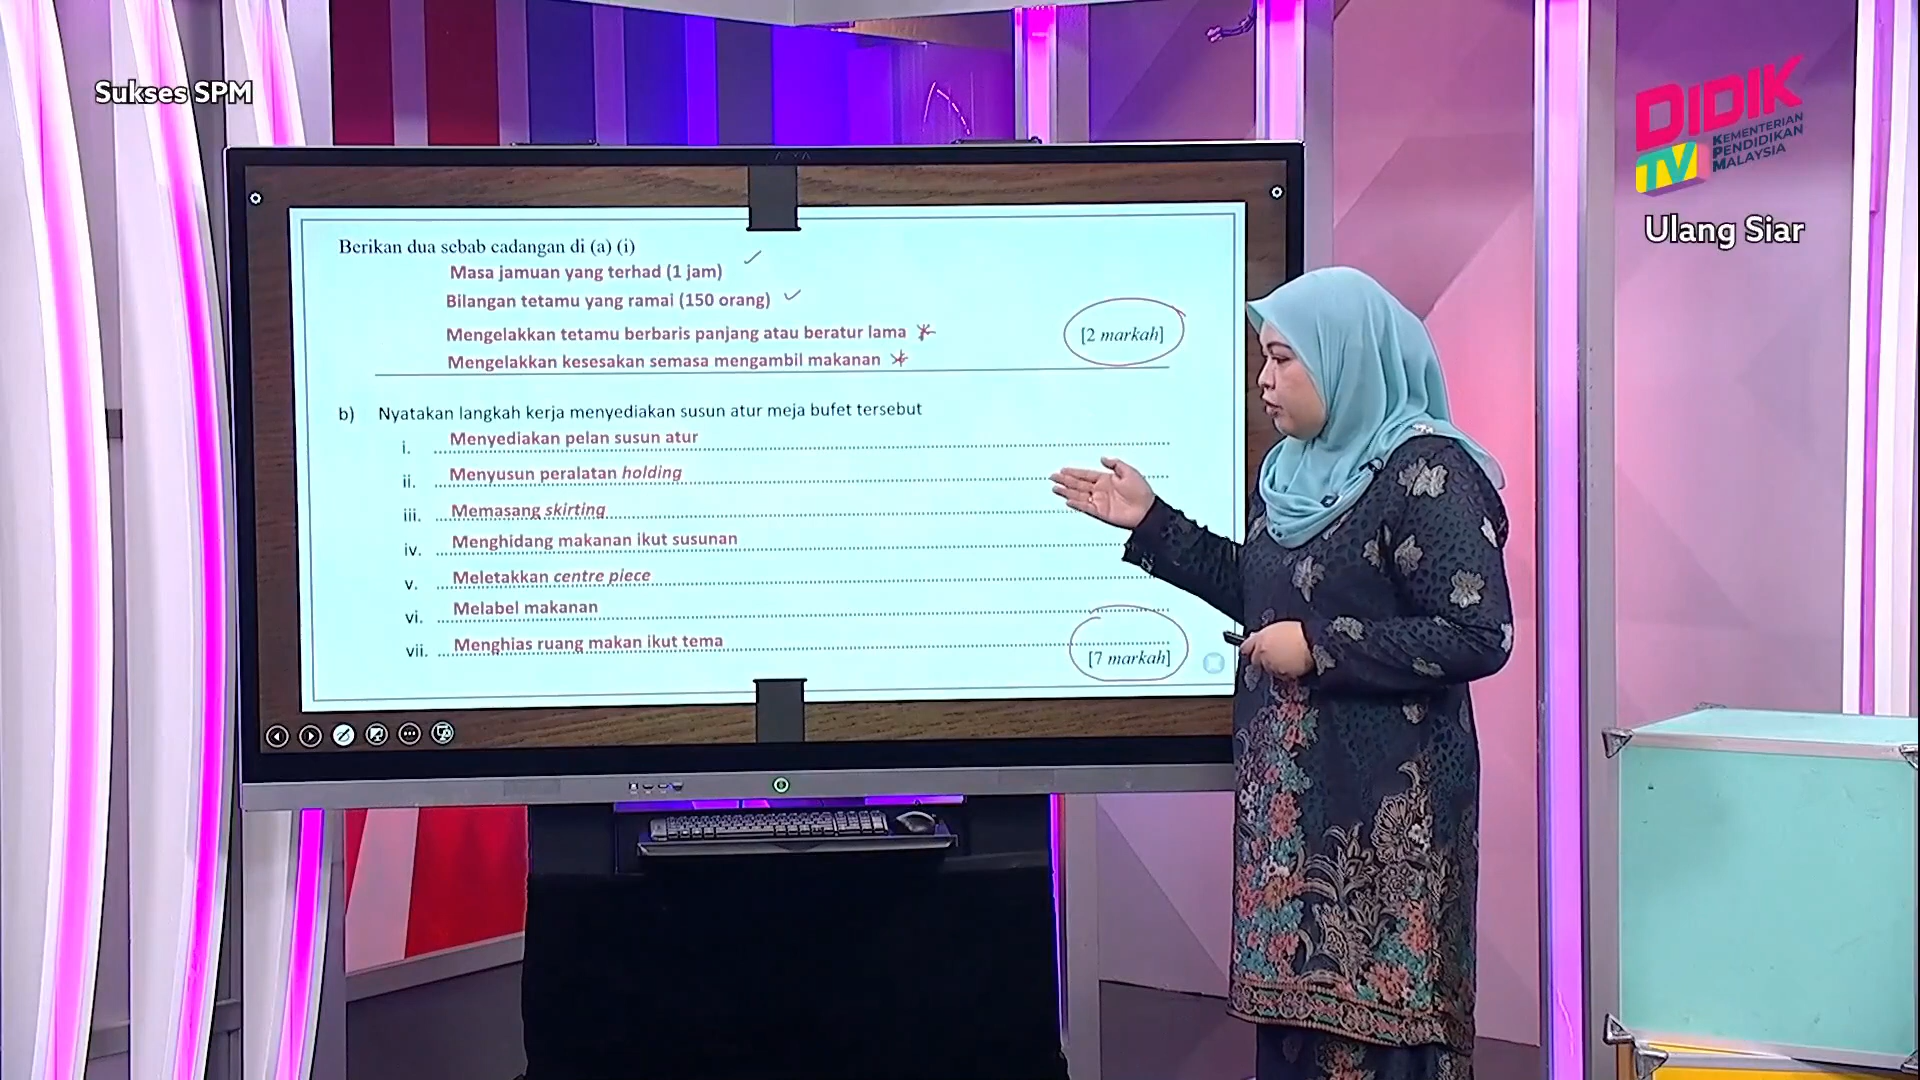 Sukses SPM
DIDIK
TV
KEMENTERIAN
PENDIDIKAN
MALAYSIA
Ulang Siar
Berikan dua sebab cadangan di (a) (i)
Masa jamuan yang terhad (1 jam)
Bilangan tetamu yang ramai (150 orang)
Mengelakkan tetamu berbaris panjang atau beratur lama
[2 markah]
Mengelakkan kesesakan semasa mengambil makanan
b) Nyatakan langkah kerja menyediakan susun atur meja bufet tersebut
i. Menyediakan pelan susun atur
ii. Menyusun peralatan holding
iii. Memasang skirting
iv. Menghidang makanan ikut susunan
v. Meletakkan centre piece
vi. Melabel makanan
vii. Menghias ruang makan ikut tema
[7 markah]